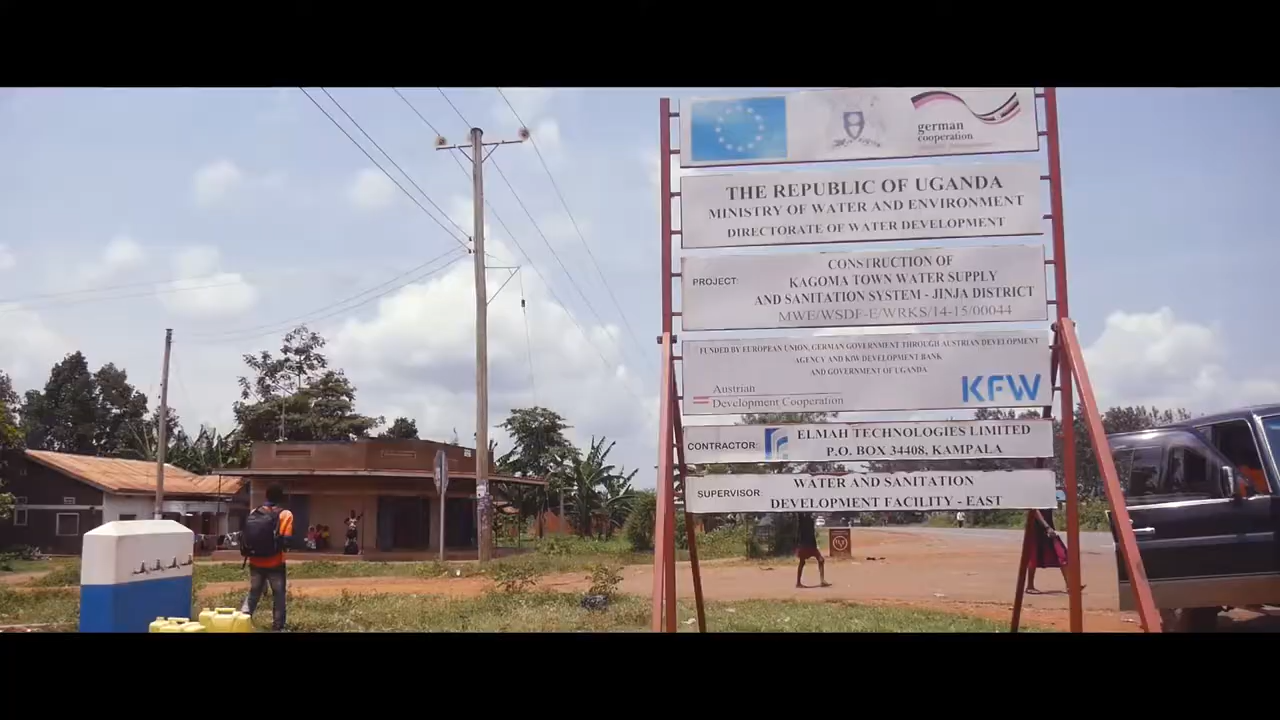 german
cooperation
THE REPUBLIC OF UGANDA
MINISTRY OF WATER AND ENVIRONMENT
DIRECTORATE OF WATER DEVELOPMENT
PROJECT:
CONSTRUCTION OF
KAGOMA TOWN WATER SUPPLY
AND SANITATION SYSTEM - JINJA DISTRICT
MWE/WSDF-E/WRKS/14-15/00044
FUNDED BY EUROPEAN UNION, GERMAN GOVERNMENT THROUGH AUSTRIAN DEVELOPMENT
AGENCY AND KfW DEVELOPMENT BANK
AND GOVERNMENT OF UGANDA
Austrian
Development Cooperation
KFW
CONTRACTOR:
ELMAH TECHNOLOGIES LIMITED
P.O. BOX 34408, KAMPALA
SUPERVISOR:
WATER AND SANITATION
DEVELOPMENT FACILITY - EAST